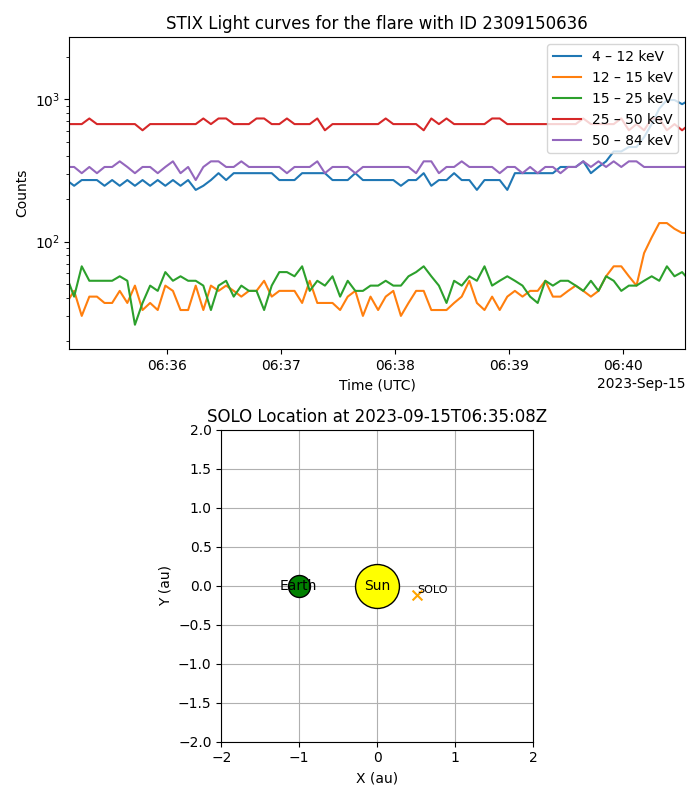 STIX Light curves for the flare with ID 2309150636
4 – 12 keV
12 – 15 keV
15 – 25 keV
25 – 50 keV
50 – 84 keV
10³
10²
Counts
06:36 06:37 06:38 06:39 06:40
Time (UTC)
2023-Sep-15
SOLO Location at 2023-09-15T06:35:08Z
2.0
1.5
1.0
0.5
0.0
−0.5
−1.0
−1.5
−2.0
Y (au)
Earth
Sun
SOLO
−2 −1 0 1 2
X (au)